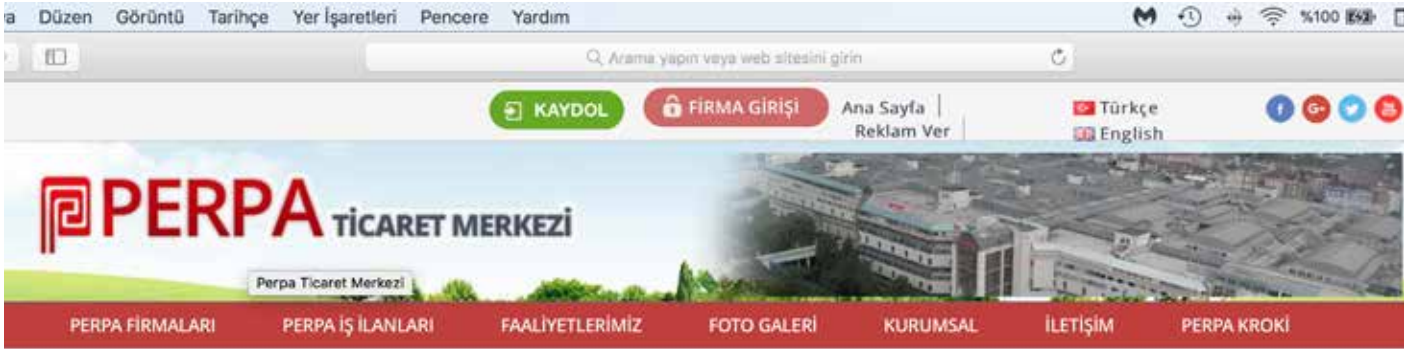 Düzen Görüntü Tarihçe Yer İşaretleri Pencere Yardım %100
Arama yapın veya web sitesini girin
KAYDOL FİRMA GİRİŞİ Ana Sayfa | Türkçe
Reklam Ver | English
PERPA TİCARET MERKEZİ
Perpa Ticaret Merkezi
PERPA FİRMALARI PERPA İŞ İLANLARI FAALİYETLERİMİZ FOTO GALERİ KURUMSAL İLETİŞİM PERPA KROKİ